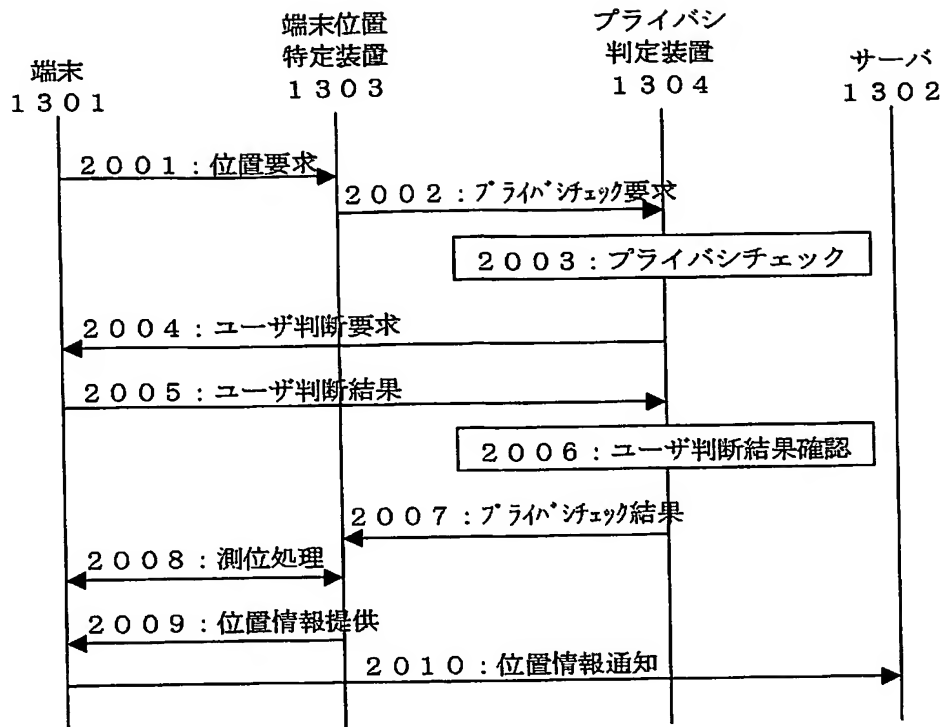 端末
1301
端末位置
特定装置
1303
プライバシ
判定装置
1304
サーバ
1302
2001:位置要求
2002:プライバシチェック要求
2003:プライバシチェック
2004:ユーザ判断要求
2005:ユーザ判断結果
2006:ユーザ判断結果確認
2007:プライバシチェック結果
2008:測位処理
2009:位置情報提供
2010:位置情報通知